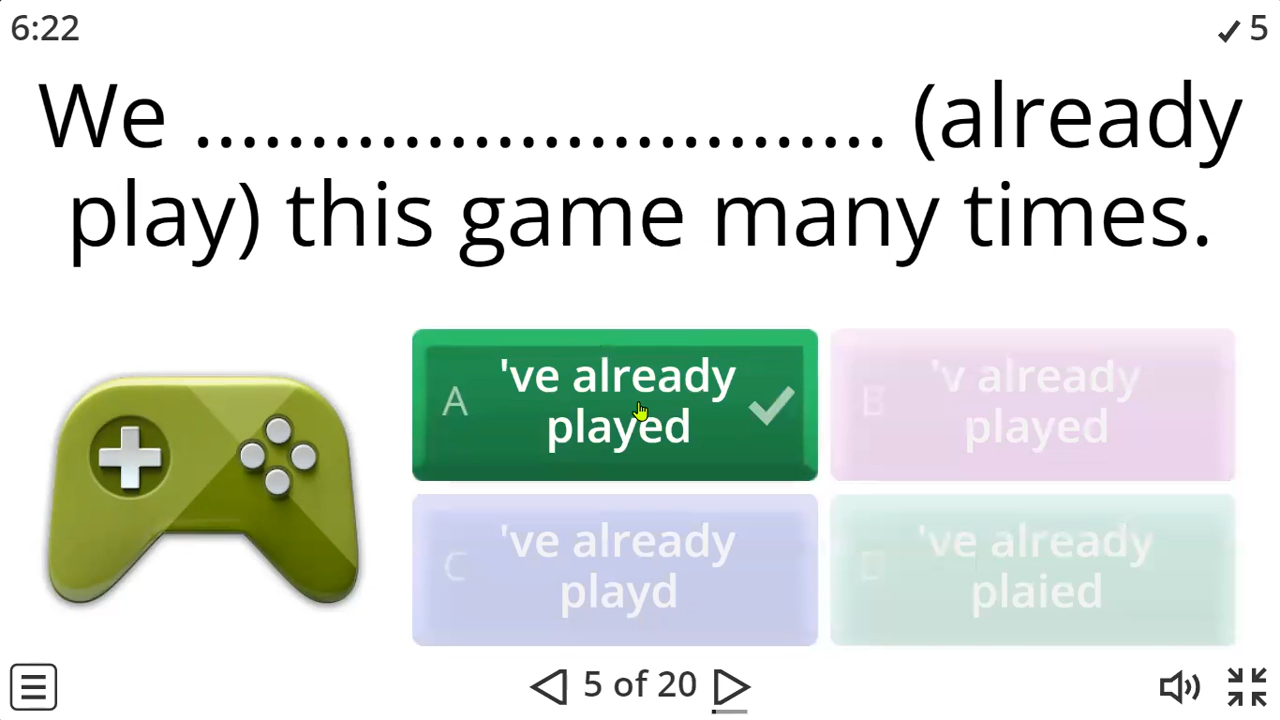 6:22
5
We .............................. (already
play) this game many times.
A
've already
played
B
'v already
played
C
've already
playd
D
've already
plaied
5 of 20